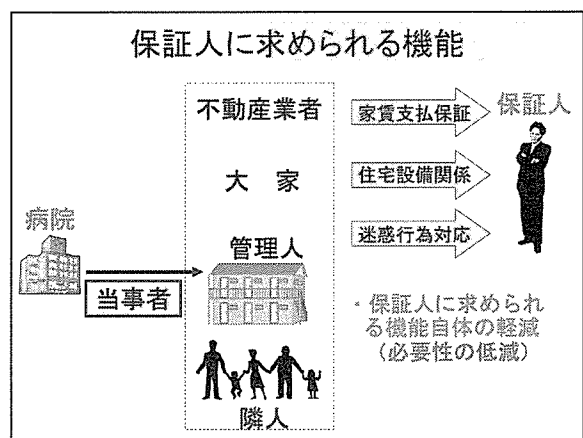 保証人に求められる機能
病院
当事者
不動産業者
大　家
管理人
隣人
家賃支払保証
住宅設備関係
迷惑行為対応
保証人
・保証人に求められ
る機能自体の軽減
（必要性の低減）